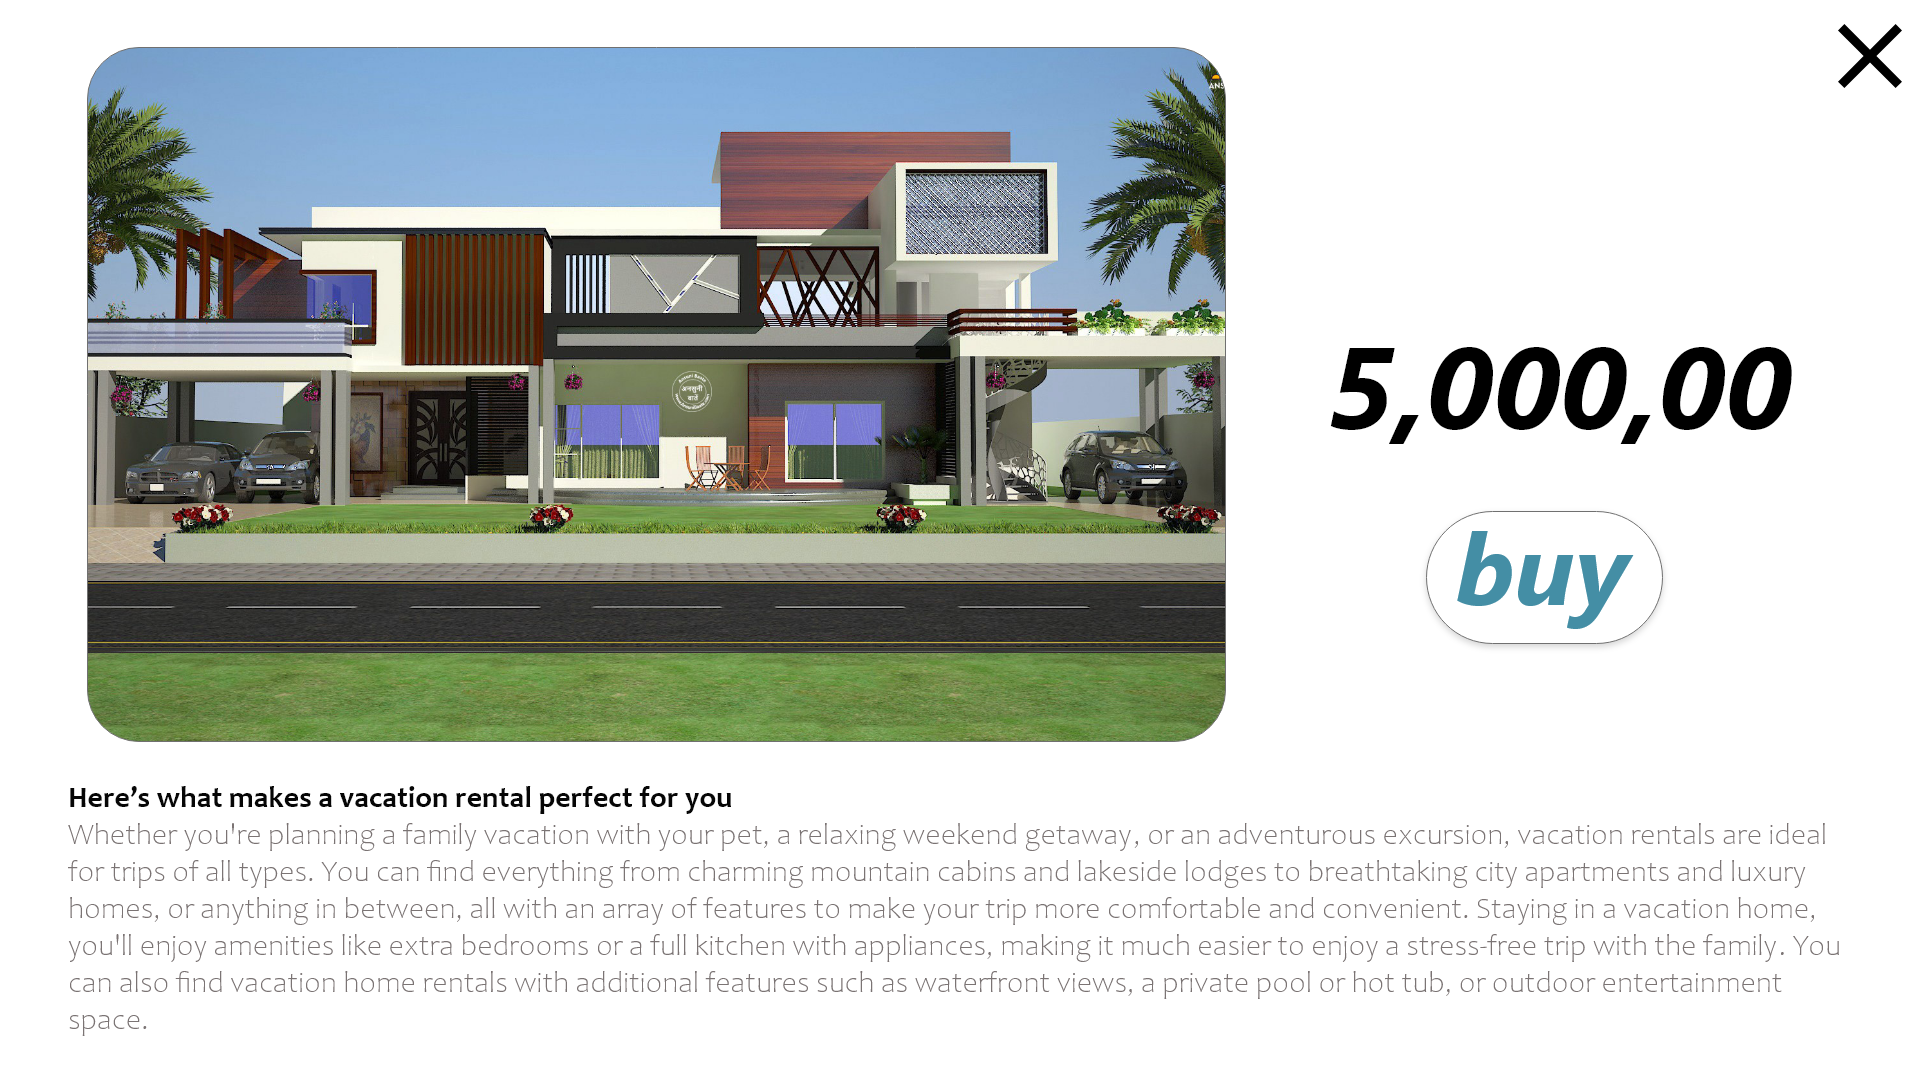 ANS
5,000,00
अनसुनी
बातें
buy
Here’s what makes a vacation rental perfect for you
Whether you're planning a family vacation with your pet, a relaxing weekend getaway, or an adventurous excursion, vacation rentals are ideal
for trips of all types. You can find everything from charming mountain cabins and lakeside lodges to breathtaking city apartments and luxury
homes, or anything in between, all with an array of features to make your trip more comfortable and convenient. Staying in a vacation home,
you'll enjoy amenities like extra bedrooms or a full kitchen with appliances, making it much easier to enjoy a stress-free trip with the family. You
can also find vacation home rentals with additional features such as waterfront views, a private pool or hot tub, or outdoor entertainment
space.